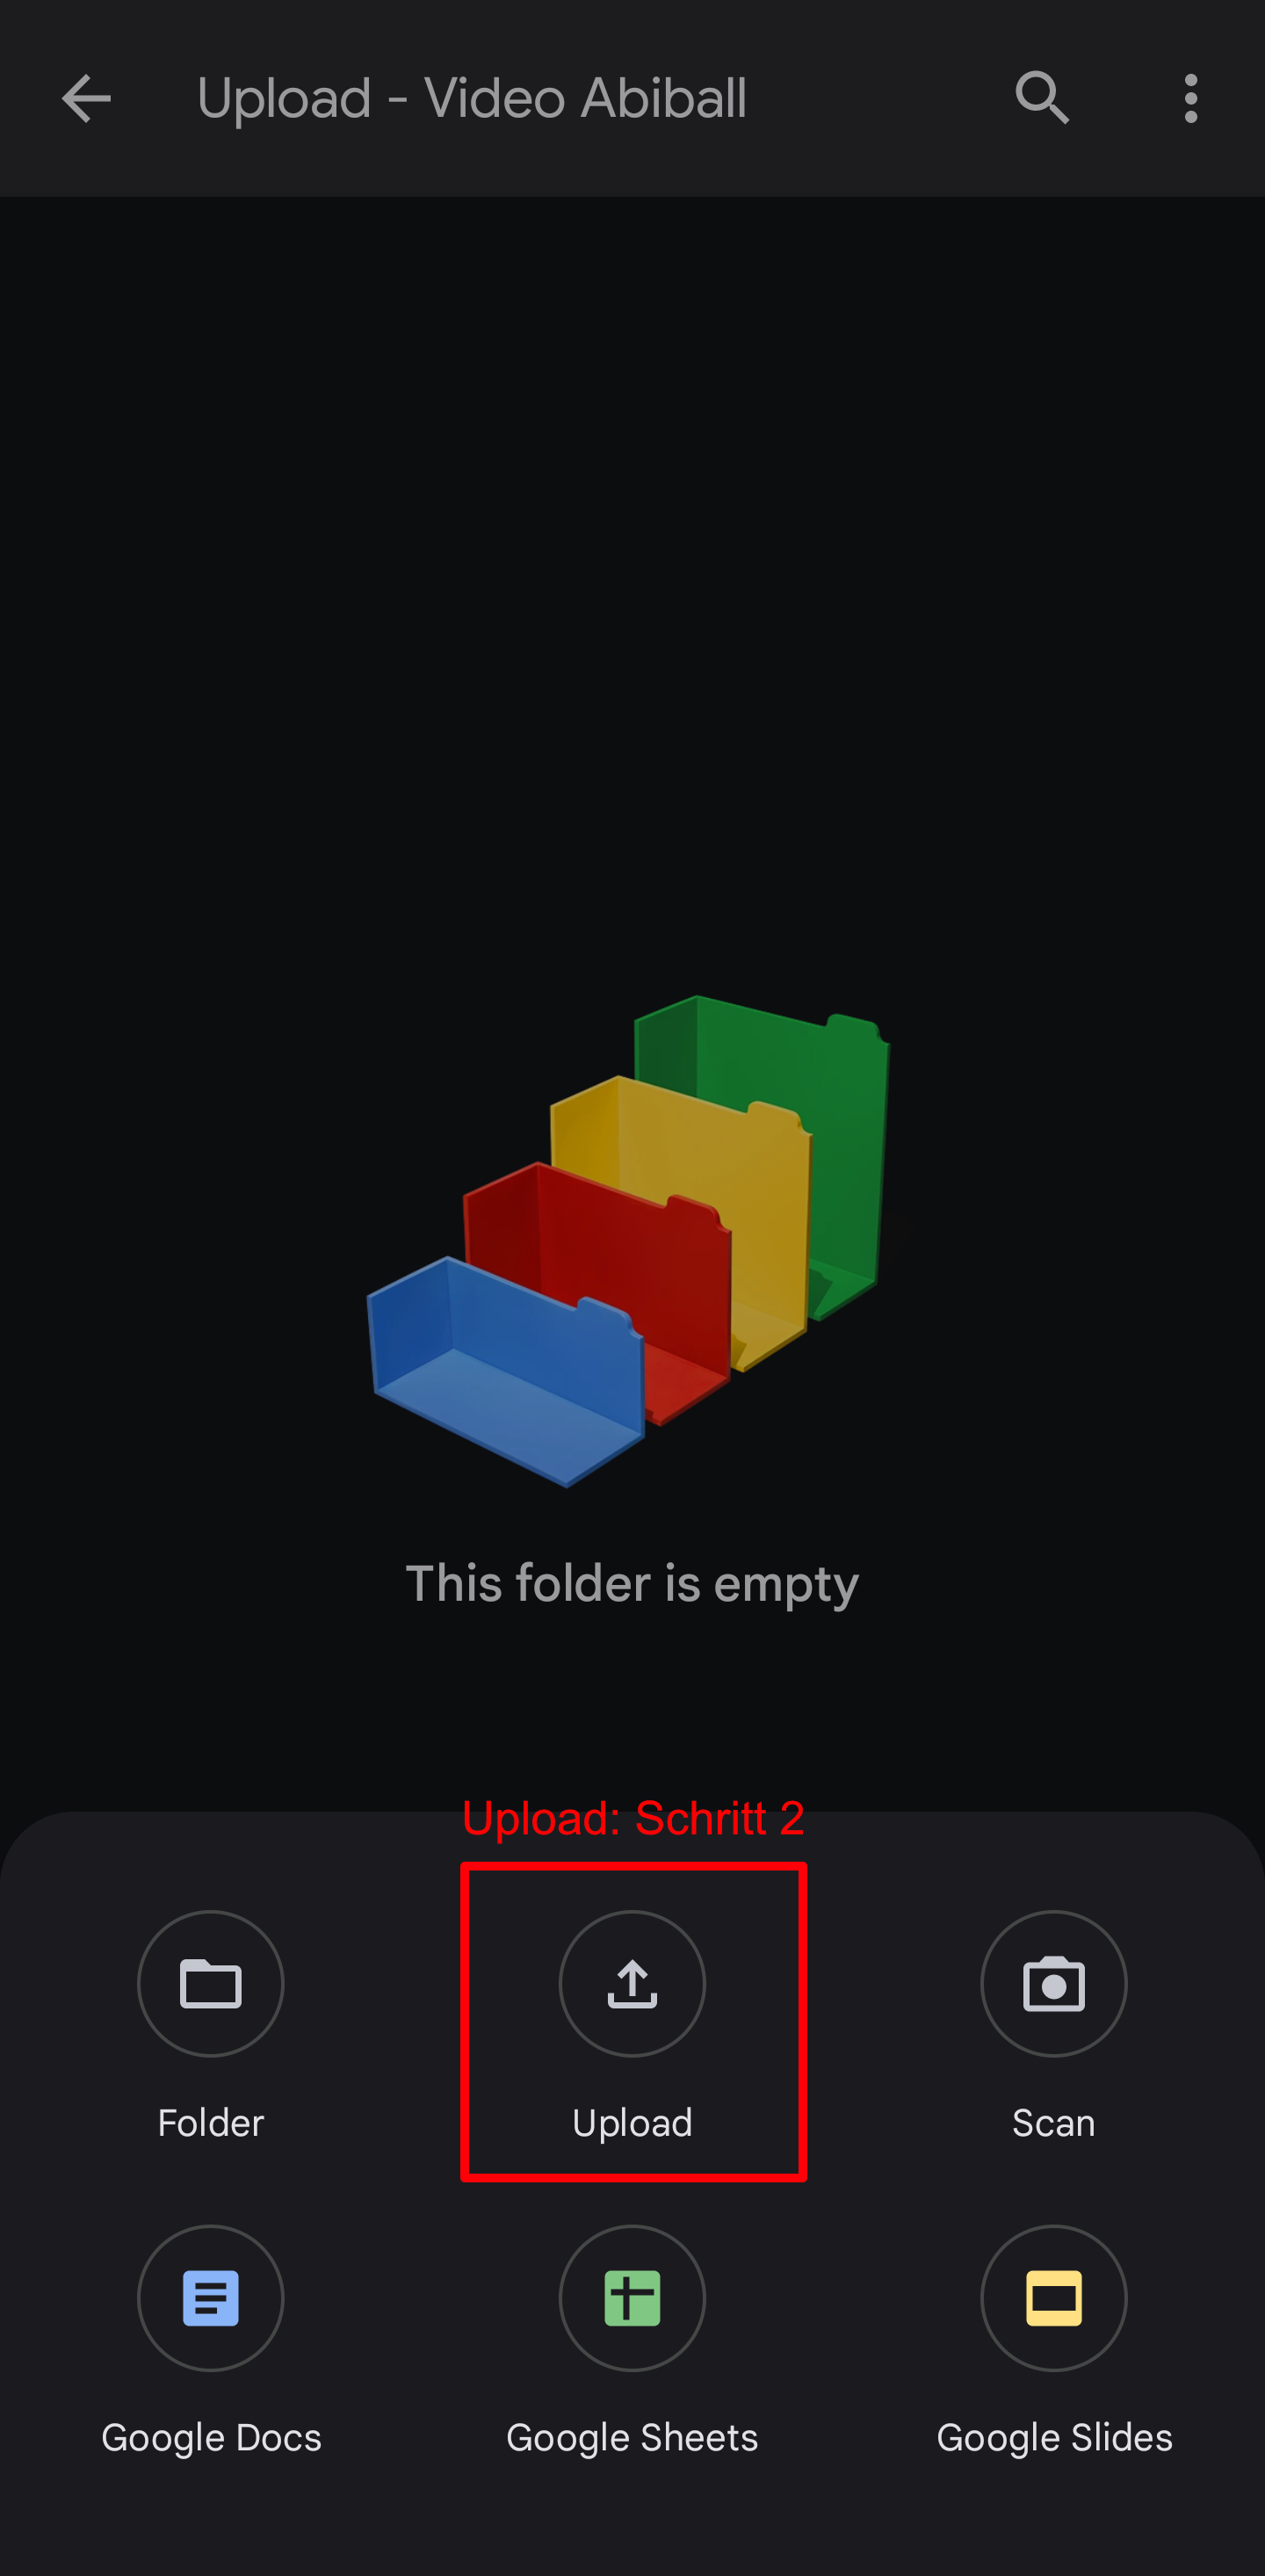 Upload - Video Abiball
This folder is empty
Upload: Schritt 2
Folder
Upload
Scan
Google Docs
Google Sheets
Google Slides